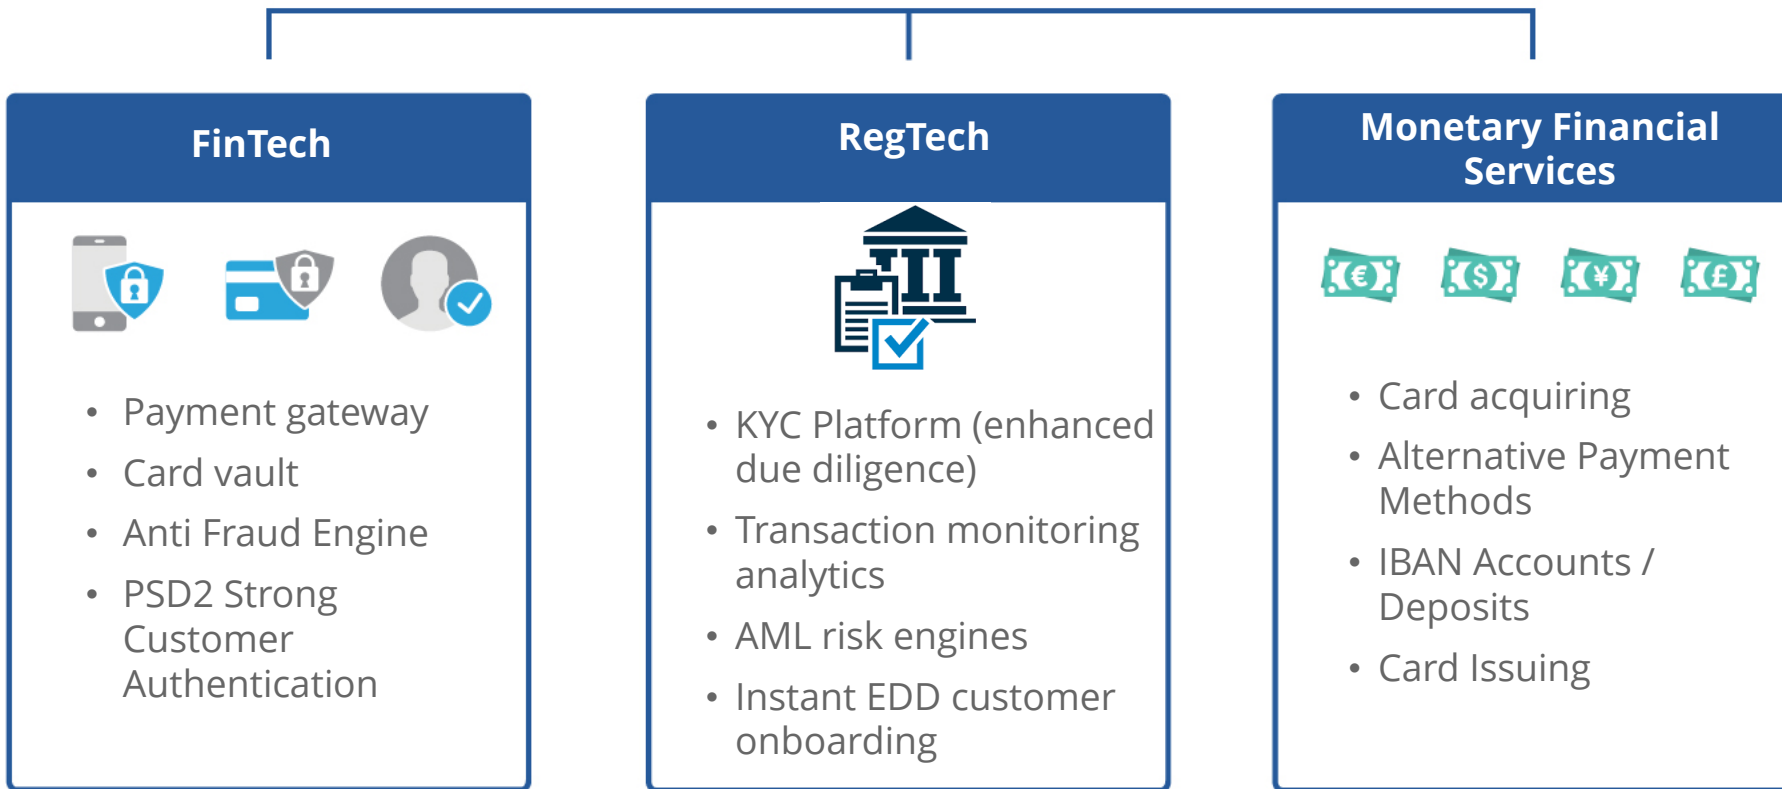 FinTech
• Payment gateway
• Card vault
• Anti Fraud Engine
• PSD2 Strong
Customer
Authentication
RegTech
• KYC Platform (enhanced
due diligence)
• Transaction monitoring
analytics
• AML risk engines
• Instant EDD customer
onboarding
Monetary Financial
Services
€
$
¥
£
• Card acquiring
• Alternative Payment
Methods
• IBAN Accounts /
Deposits
• Card Issuing